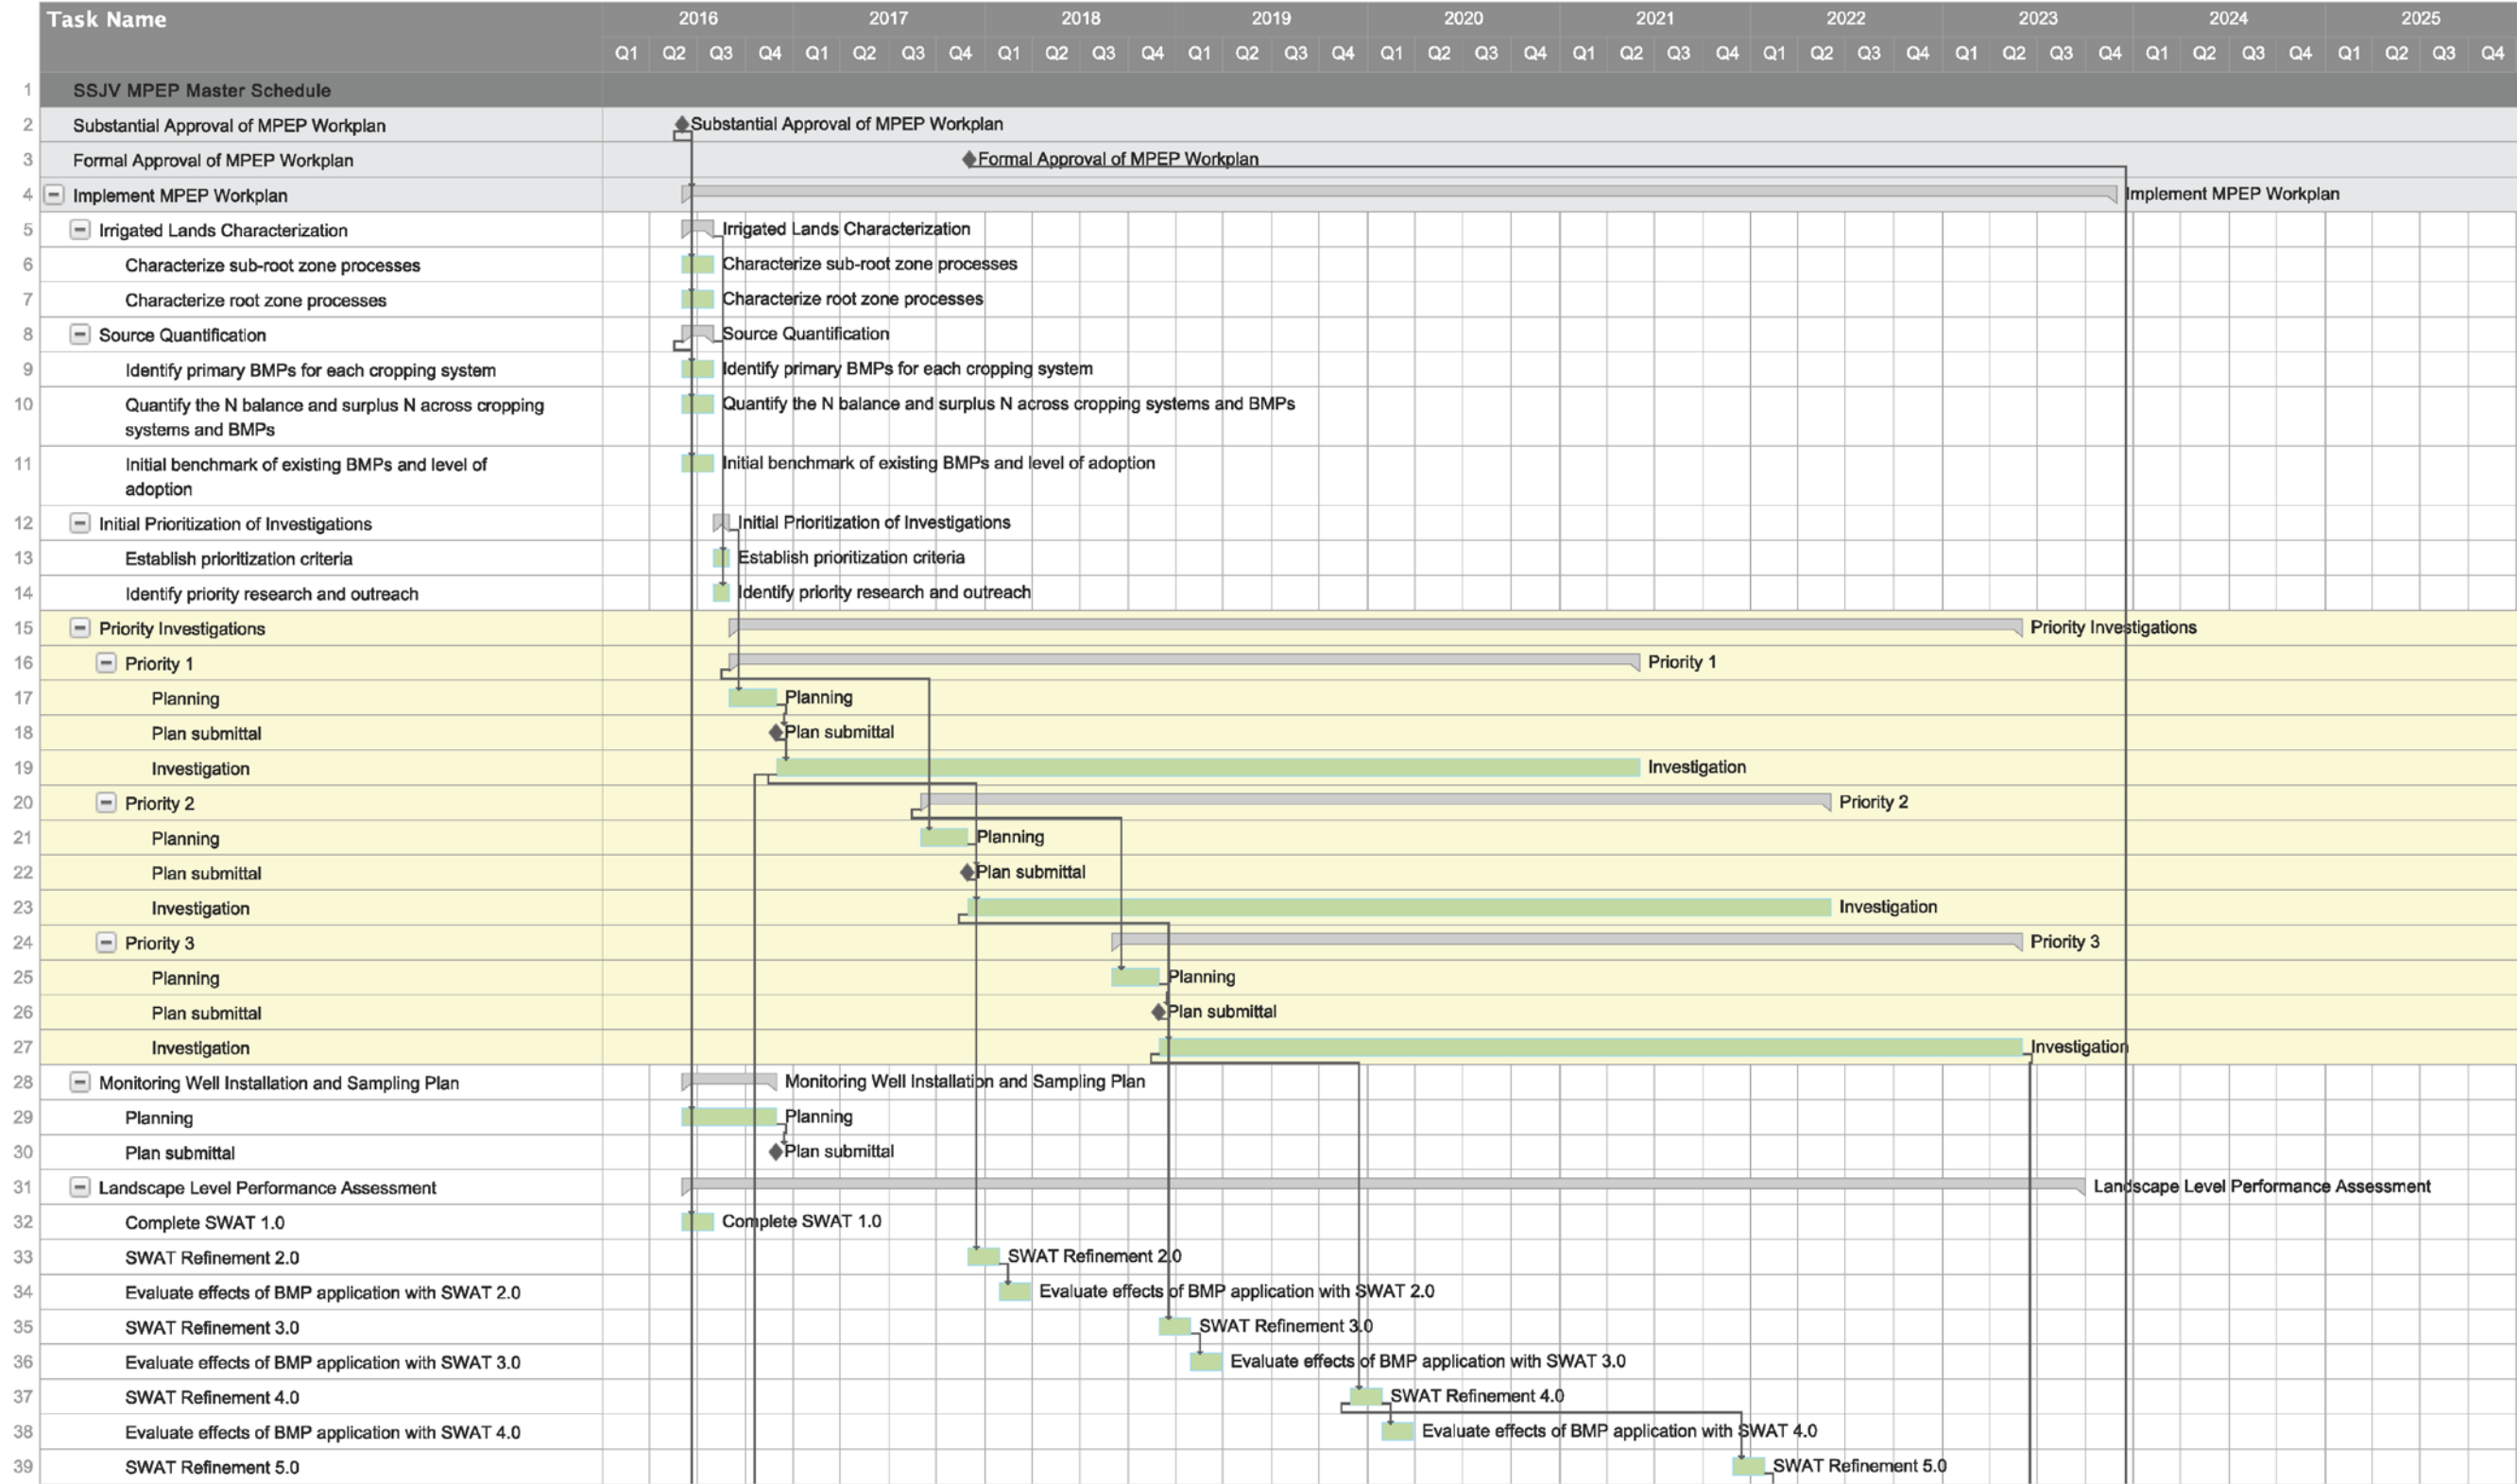 Task Name 2016 2017 2018 2019 2020 2021 2022 2023 2024 2025
Q1 Q2 Q3 Q4 Q1 Q2 Q3 Q4 Q1 Q2 Q3 Q4 Q1 Q2 Q3 Q4 Q1 Q2 Q3 Q4 Q1 Q2 Q3 Q4 Q1 Q2 Q3 Q4 Q1 Q2 Q3 Q4 Q1 Q2 Q3 Q4 Q1 Q2 Q3 Q4
1 SSJV MPEP Master Schedule
2 Substantial Approval of MPEP Workplan Substantial Approval of MPEP Workplan
3 Formal Approval of MPEP Workplan Formal Approval of MPEP Workplan
4 Implement MPEP Workplan Implement MPEP Workplan
5 Irrigated Lands Characterization Irrigated Lands Characterization
6 Characterize sub-root zone processes Characterize sub-root zone processes
7 Characterize root zone processes Characterize root zone processes
8 Source Quantification Source Quantification
9 Identify primary BMPs for each cropping system Identify primary BMPs for each cropping system
10 Quantify the N balance and surplus N across cropping Quantify the N balance and surplus N across cropping systems and BMPs
systems and BMPs
11 Initial benchmark of existing BMPs and level of Initial benchmark of existing BMPs and level of adoption
adoption
12 Initial Prioritization of Investigations Initial Prioritization of Investigations
13 Establish prioritization criteria Establish prioritization criteria
14 Identify priority research and outreach Identify priority research and outreach
15 Priority Investigations Priority Investigations
16 Priority 1 Priority 1
17 Planning Planning
18 Plan submittal Plan submittal
19 Investigation Investigation
20 Priority 2 Priority 2
21 Planning Planning
22 Plan submittal Plan submittal
23 Investigation Investigation
24 Priority 3 Priority 3
25 Planning Planning
26 Plan submittal Plan submittal
27 Investigation Investigation
28 Monitoring Well Installation and Sampling Plan Monitoring Well Installation and Sampling Plan
29 Planning Planning
30 Plan submittal Plan submittal
31 Landscape Level Performance Assessment Landscape Level Performance Assessment
32 Complete SWAT 1.0 Complete SWAT 1.0
33 SWAT Refinement 2.0 SWAT Refinement 2.0
34 Evaluate effects of BMP application with SWAT 2.0 Evaluate effects of BMP application with SWAT 2.0
35 SWAT Refinement 3.0 SWAT Refinement 3.0
36 Evaluate effects of BMP application with SWAT 3.0 Evaluate effects of BMP application with SWAT 3.0
37 SWAT Refinement 4.0 SWAT Refinement 4.0
38 Evaluate effects of BMP application with SWAT 4.0 Evaluate effects of BMP application with SWAT 4.0
39 SWAT Refinement 5.0 SWAT Refinement 5.0